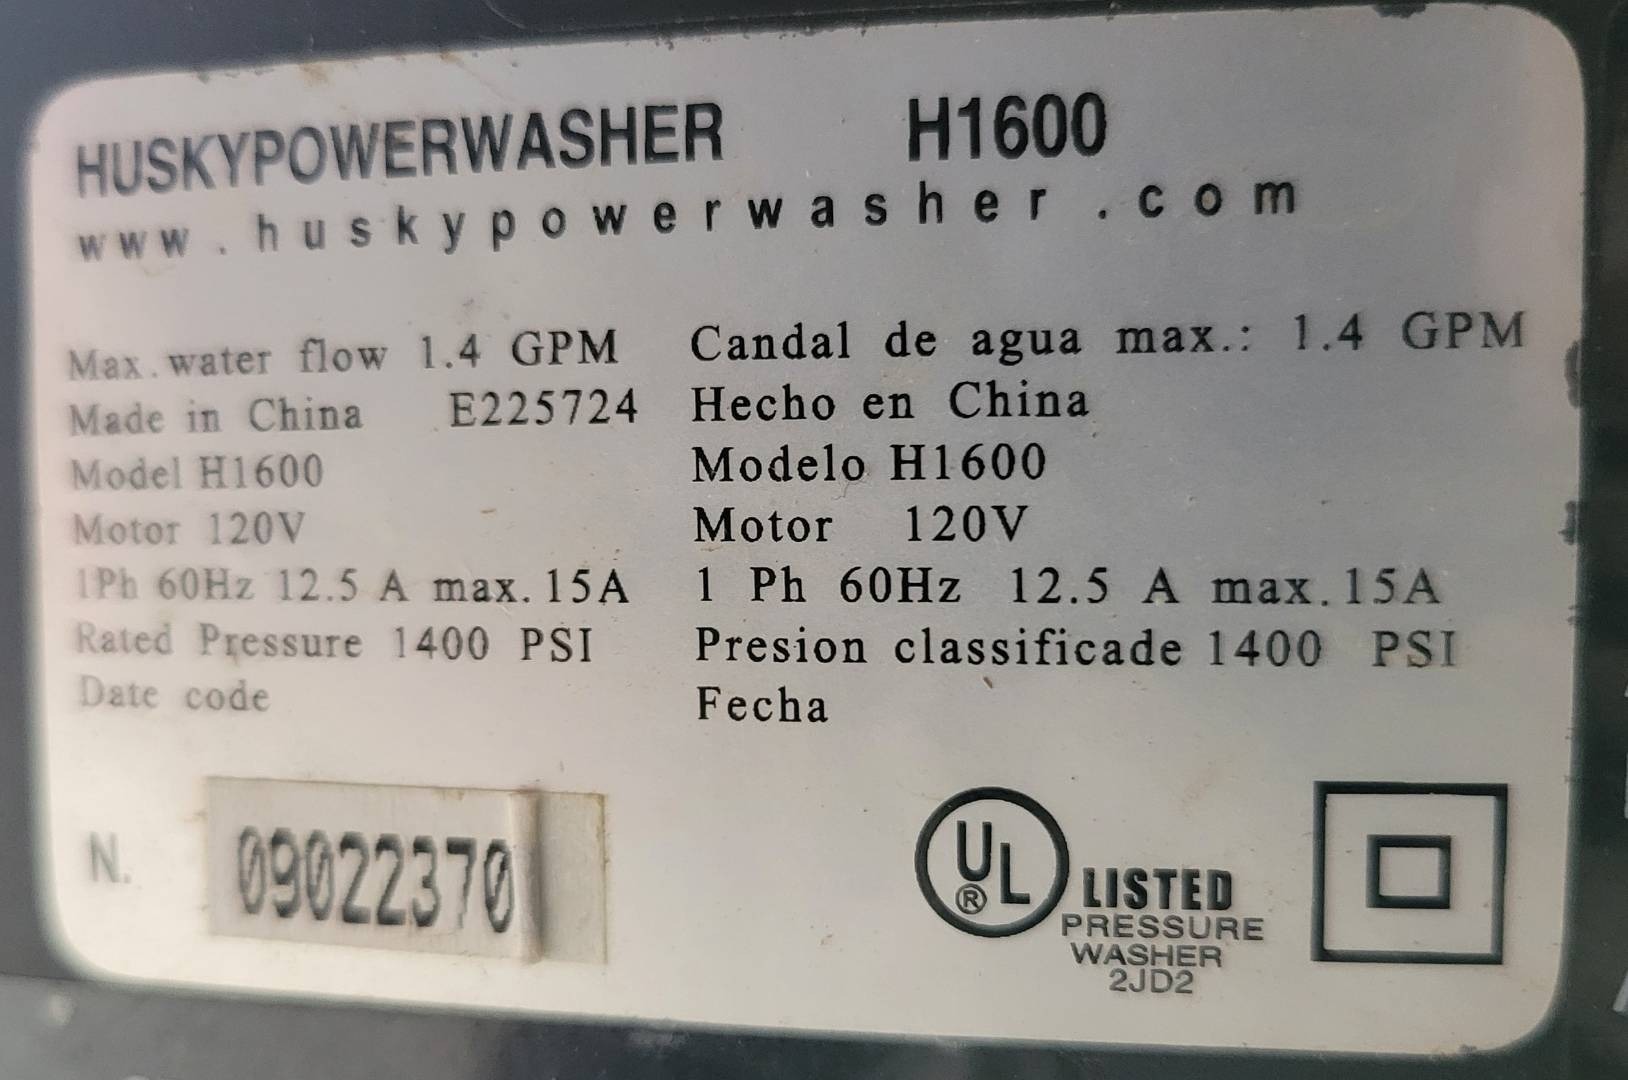 HUSKYPOWERWASHER H1600
www.huskypowerwasher.com
Max. water flow 1.4 GPM
Made in China E225724
Model H1600
Motor 120V
1Ph 60Hz 12.5 A max. 15A
Rated Pressure 1400 PSI
Date code
Candal de agua max.: 1.4 GPM
Hecho en China
Modelo H1600
Motor 120V
1 Ph 60Hz 12.5 A max. 15A
Presion classificade 1400 PSI
Fecha
N. 09022370
UL ®
LISTED
PRESSURE
WASHER
2JD2